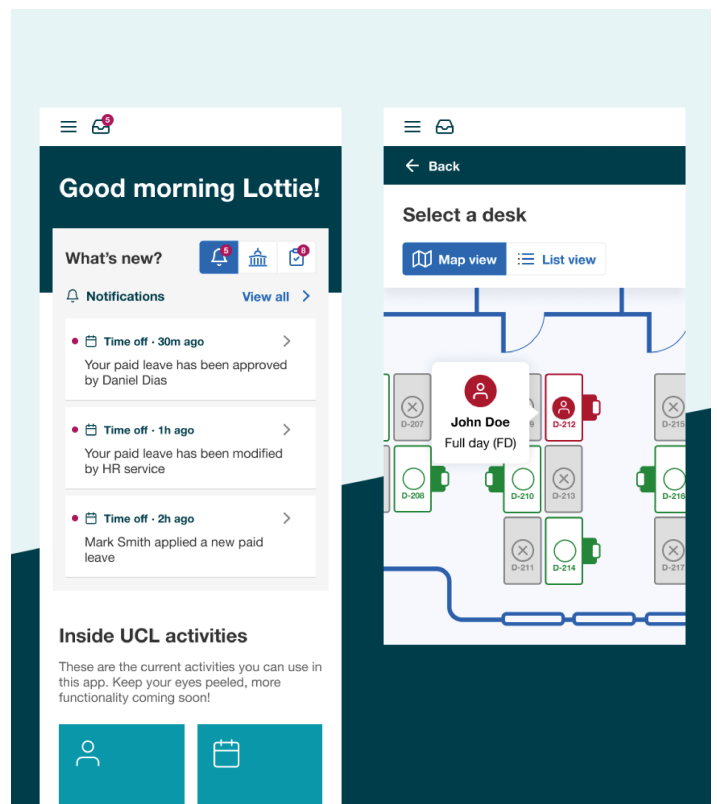 5
Good morning Lottie!
What's new?
5
8
Notifications
View all
Time off · 30m ago
Your paid leave has been approved
by Daniel Dias
Time off · 1h ago
Your paid leave has been modified
by HR service
Time off · 2h ago
Mark Smith applied a new paid
leave
Inside UCL activities
These are the current activities you can use in
this app. Keep your eyes peeled, more
functionality coming soon!
Back
Select a desk
Map view
List view
John Doe
Full day (FD)
D-207
9
D-212
D-215
D-208
D-210
D-213
D-216
D-211
D-214
D-217